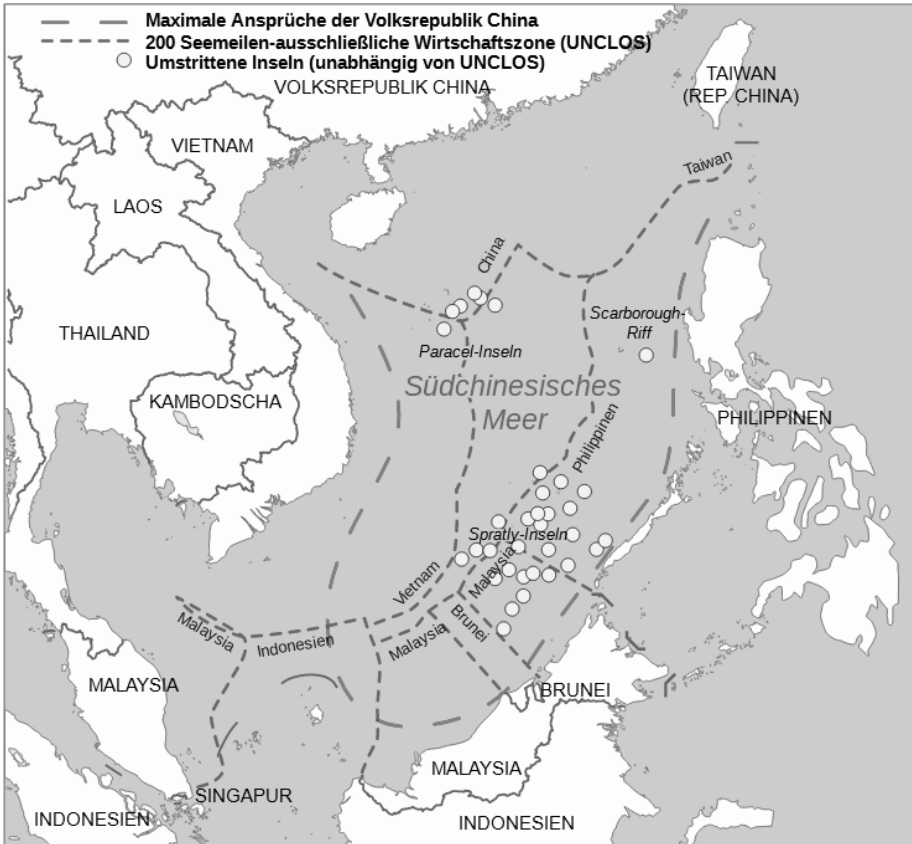 Maximale Ansprüche der Volksrepublik China
200 Seemeilen-ausschließliche Wirtschaftszone (UNCLOS)
Umstrittene Inseln (unabhängig von UNCLOS)
VOLKSREPUBLIK CHINA
TAIWAN
(REP. CHINA)
VIETNAM
Taiwan
LAOS
China
THAILAND
Scarborough-
Riff
Paracel-Inseln
Südchinesisches
Meer
KAMBODSCHA
PHILIPPINEN
Philippinen
Spratly-Inseln
Malaysia
Vietnam
Malaysia
Indonesien
Malaysia
Brunei
MALAYSIA
BRUNEI
MALAYSIA
SINGAPUR
INDONESIEN
INDONESIEN